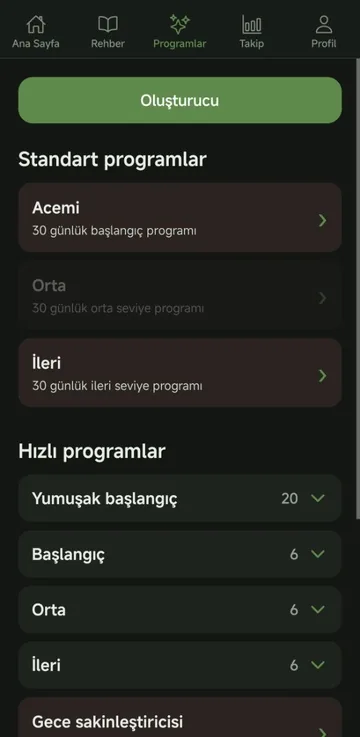 Ana Sayfa
Rehber
Programlar
Takip
Profil
Oluşturucu
Standart programlar
Acemi
30 günlük başlangıç programı
Orta
30 günlük orta seviye programı
İleri
30 günlük ileri seviye programı
Hızlı programlar
Yumuşak başlangıç 20
Başlangıç 6
Orta 6
İleri 6
Gece sakinleştiricisi